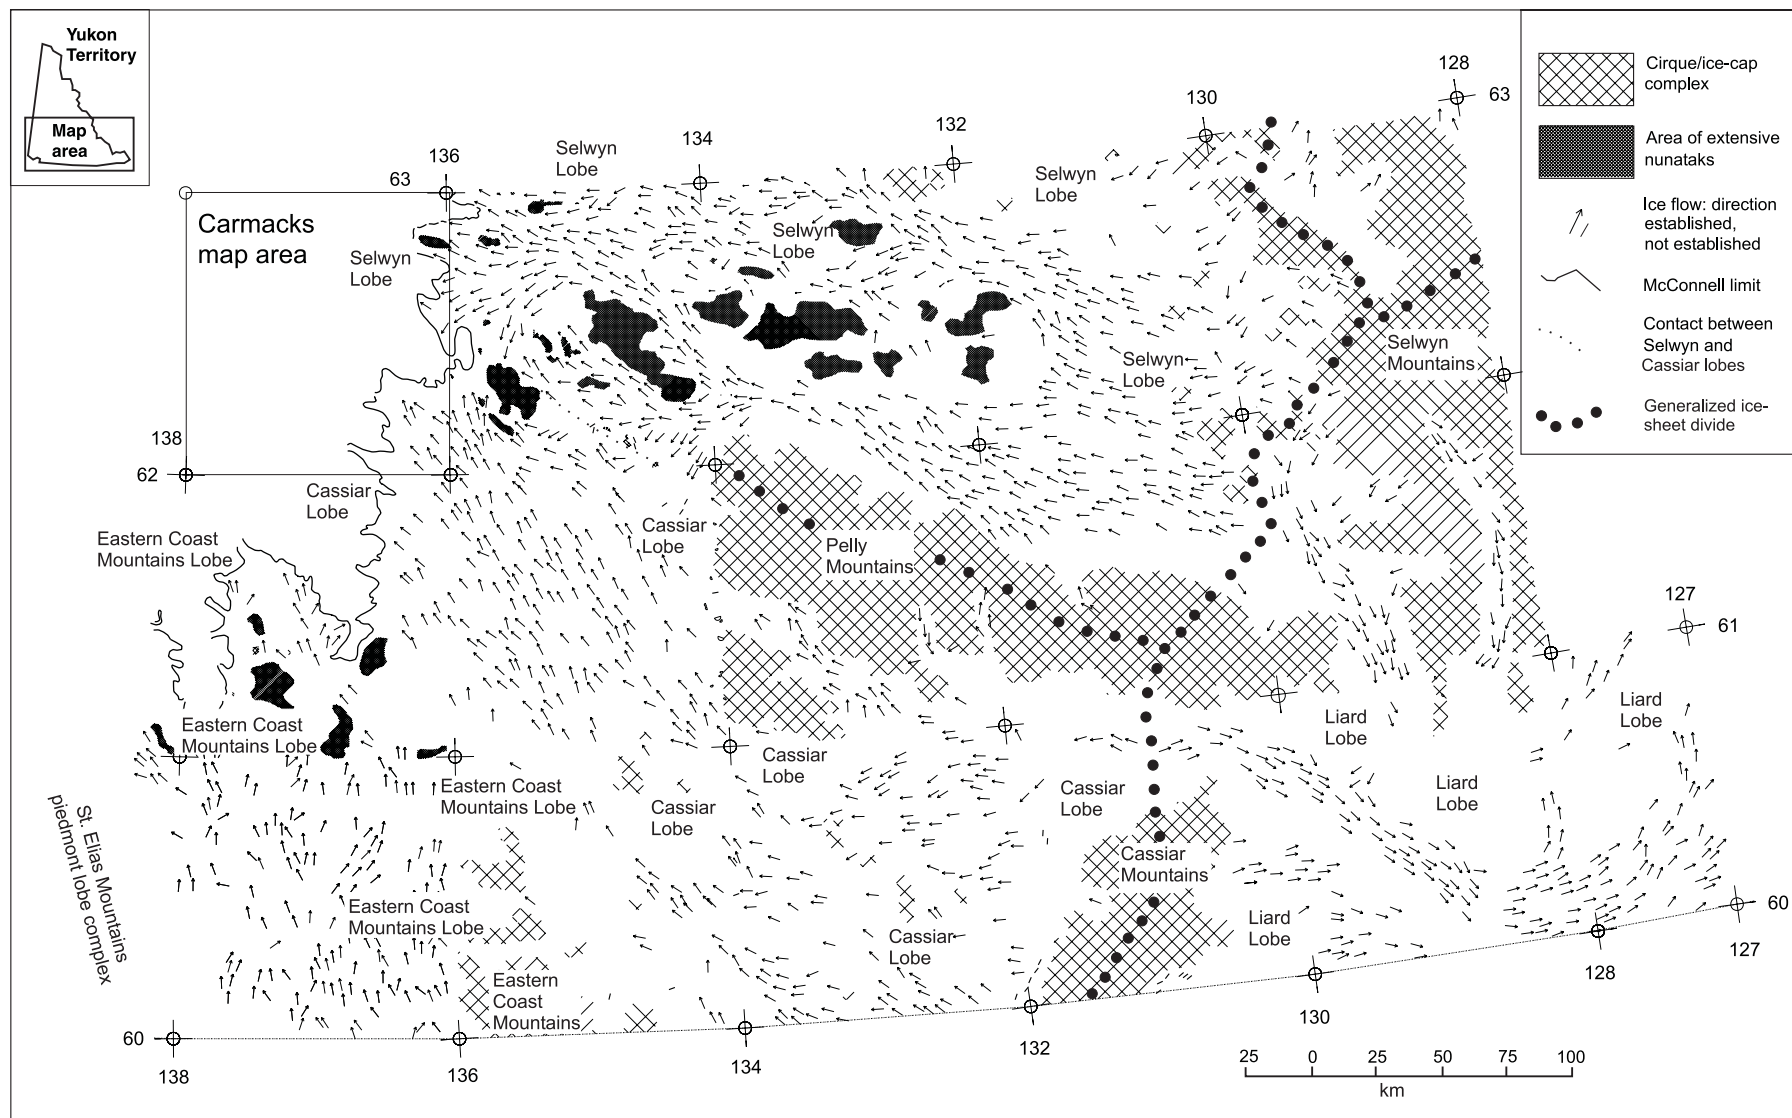 Yukon
Territory
Map
area
128
63
130
132
134
136
63
Selwyn
Lobe
Selwyn
Lobe
Carmacks
map area
Selwyn
Lobe
Selwyn
Lobe
Selwyn
Lobe
Selwyn
Mountains
138
62
Cassiar
Lobe
Cassiar
Lobe
Pelly
Mountains
Eastern Coast
Mountains Lobe
127
61
Eastern Coast
Mountains Lobe
Liard
Lobe
Liard
Lobe
Cassiar
Lobe
Eastern Coast
Mountains Lobe
Cassiar
Lobe
Cassiar
Lobe
Liard
Lobe
St. Elias Mountains
piedmont lobe complex
Cassiar
Mountains
Eastern Coast
Mountains Lobe
Cassiar
Lobe
Liard
Lobe
60
127
128
Eastern
Coast
Mountains
60
138
136
134
132
130
25 0 25 50 75 100
km
Cirque/ice-cap
complex
Area of extensive
nunataks
Ice flow: direction
established,
not established
McConnell limit
Contact between
Selwyn and
Cassiar lobes
Generalized ice-
sheet divide